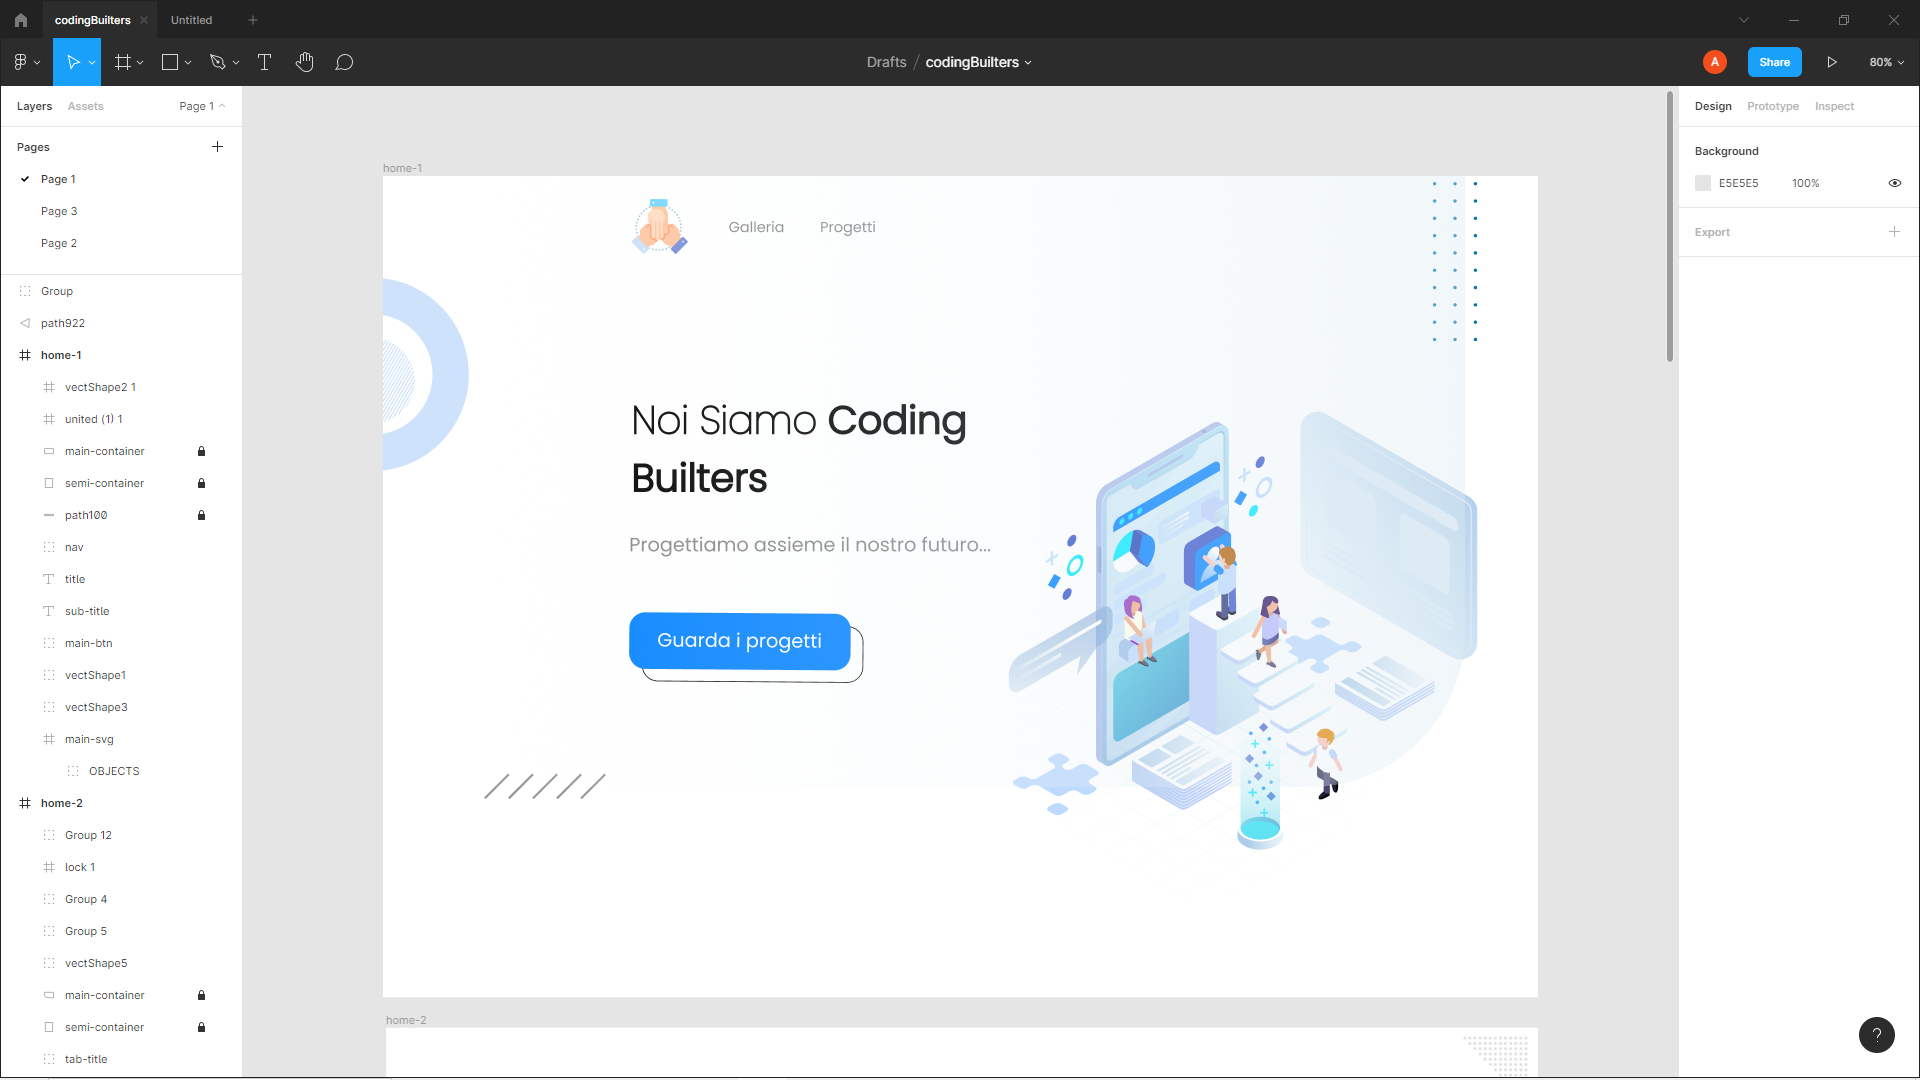 codingBuilters
Untitled
Drafts / codingBuilters
A
Share
80%
Layers
Assets
Page 1
Pages
Page 1
Page 3
Page 2
Group
path922
home-1
vectShape2 1
united (1) 1
main-container
semi-container
path100
nav
title
sub-title
main-btn
vectShape1
vectShape3
main-svg
OBJECTS
home-2
Group 12
lock 1
Group 4
Group 5
vectShape5
main-container
semi-container
tab-title
home-1
Galleria
Progetti
Noi Siamo Coding
Builters
Progettiamo assieme il nostro futuro...
Guarda i progetti
home-2
Design
Prototype
Inspect
Background
E5E5E5
100%
Export
?